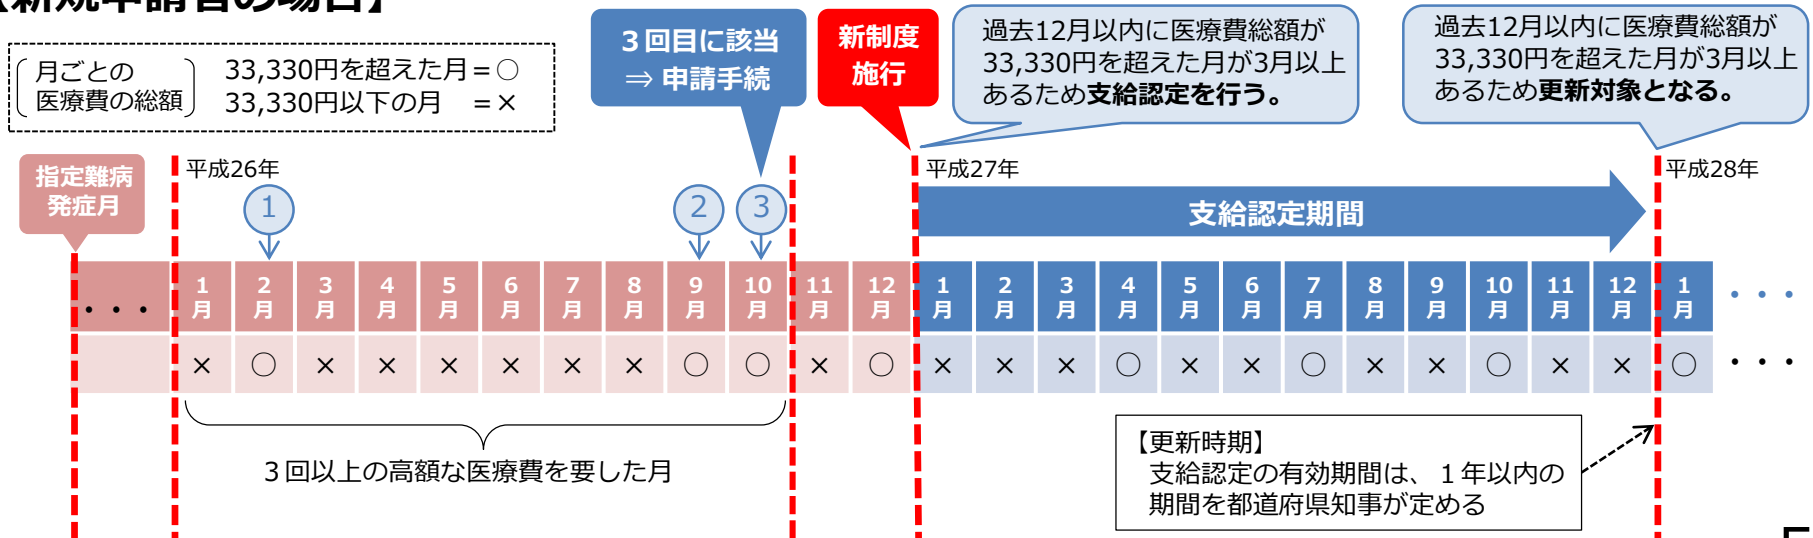 【新規申請者の場合】
月ごとの
医療費の総額
33,330円を超えた月＝○
33,330円以下の月　＝×
３回目に該当
⇒ 申請手続
新制度
施行
過去12月以内に医療費総額が
33,330円を超えた月が3月以上
あるため支給認定を行う。
過去12月以内に医療費総額が
33,330円を超えた月が3月以上
あるため更新対象となる。
指定難病
発症月
平成26年
平成27年
平成28年
1
2
3
支給認定期間
・・・ 1月 2月 3月 4月 5月 6月 7月 8月 9月 10月 11月 12月 1月 2月 3月 4月 5月 6月 7月 8月 9月 10月 11月 12月 1月 ・・・
× ○ × × × × × × ○ ○ × ○ × × × ○ × × ○ × × ○ × × ○ ・・・
３回以上の高額な医療費を要した月
【更新時期】
支給認定の有効期間は、１年以内の
期間を都道府県知事が定める